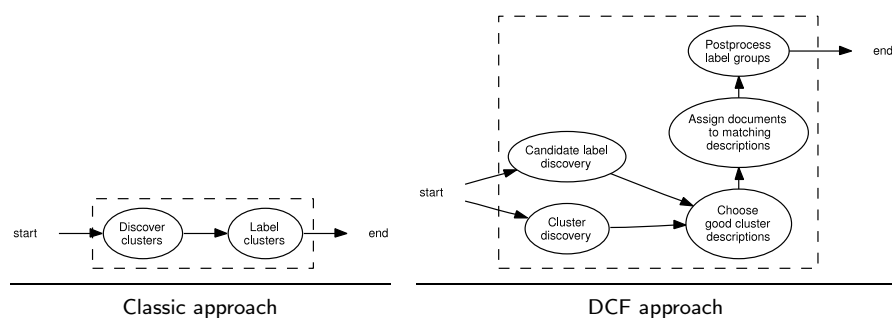 start
Discover
clusters
Label
clusters
end
Classic approach
start
Candidate label
discovery
Cluster
discovery
Choose
good cluster
descriptions
Assign documents
to matching
descriptions
Postprocess
label groups
end
DCF approach